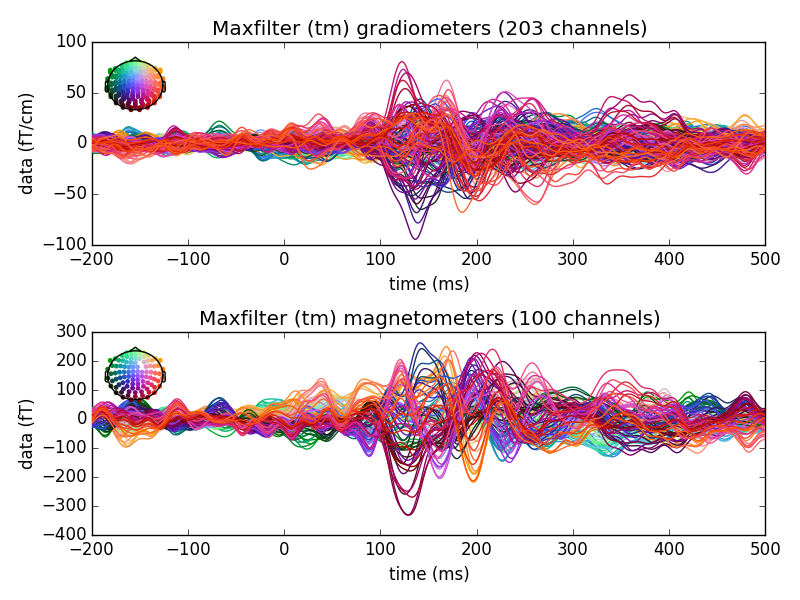 Maxfilter (tm) gradiometers (203 channels)
100
50
0
−50
−100
data (fT/cm)
−200 −100 0 100 200 300 400 500
time (ms)
Maxfilter (tm) magnetometers (100 channels)
300
200
100
0
−100
−200
−300
−400
data (fT)
−200 −100 0 100 200 300 400 500
time (ms)